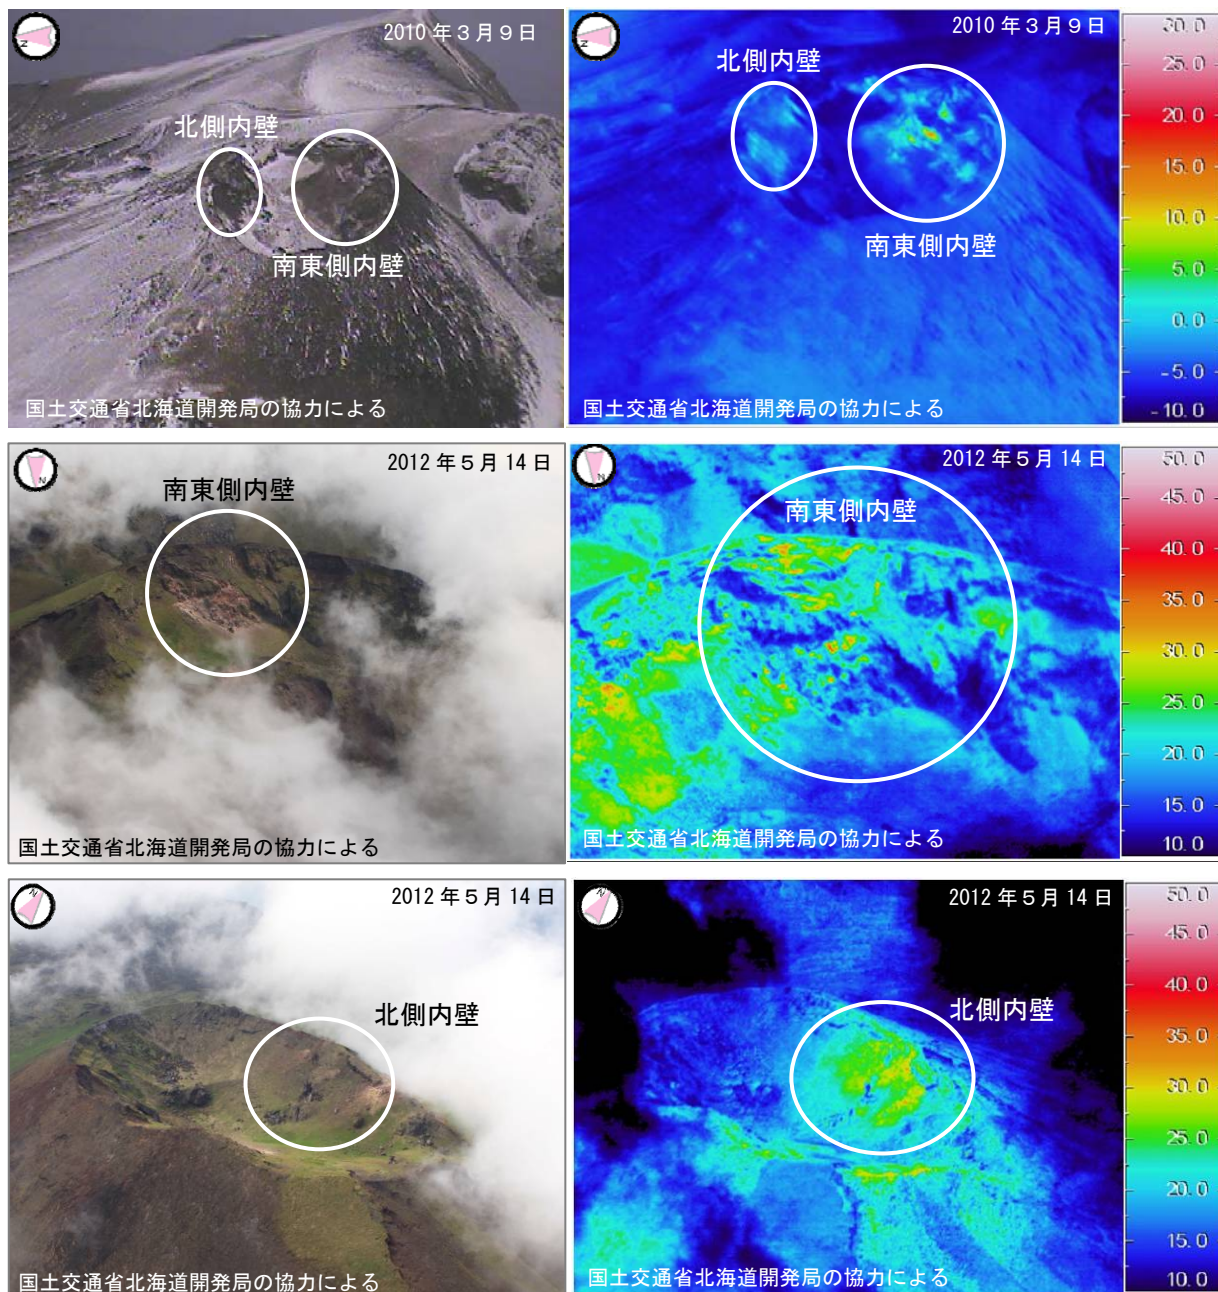 N
2010年3月9日
北側内壁
南東側内壁
国土交通省北海道開発局の協力による
N
2010年3月9日
北側内壁
南東側内壁
国土交通省北海道開発局の協力による
30.0
25.0
20.0
15.0
10.0
5.0
0.0
-5.0
-10.0
N
2012年5月14日
南東側内壁
国土交通省北海道開発局の協力による
N
2012年5月14日
南東側内壁
国土交通省北海道開発局の協力による
50.0
45.0
40.0
35.0
30.0
25.0
20.0
15.0
10.0
N
2012年5月14日
北側内壁
国土交通省北海道開発局の協力による
N
2012年5月14日
北側内壁
国土交通省北海道開発局の協力による
50.0
45.0
40.0
35.0
30.0
25.0
20.0
15.0
10.0